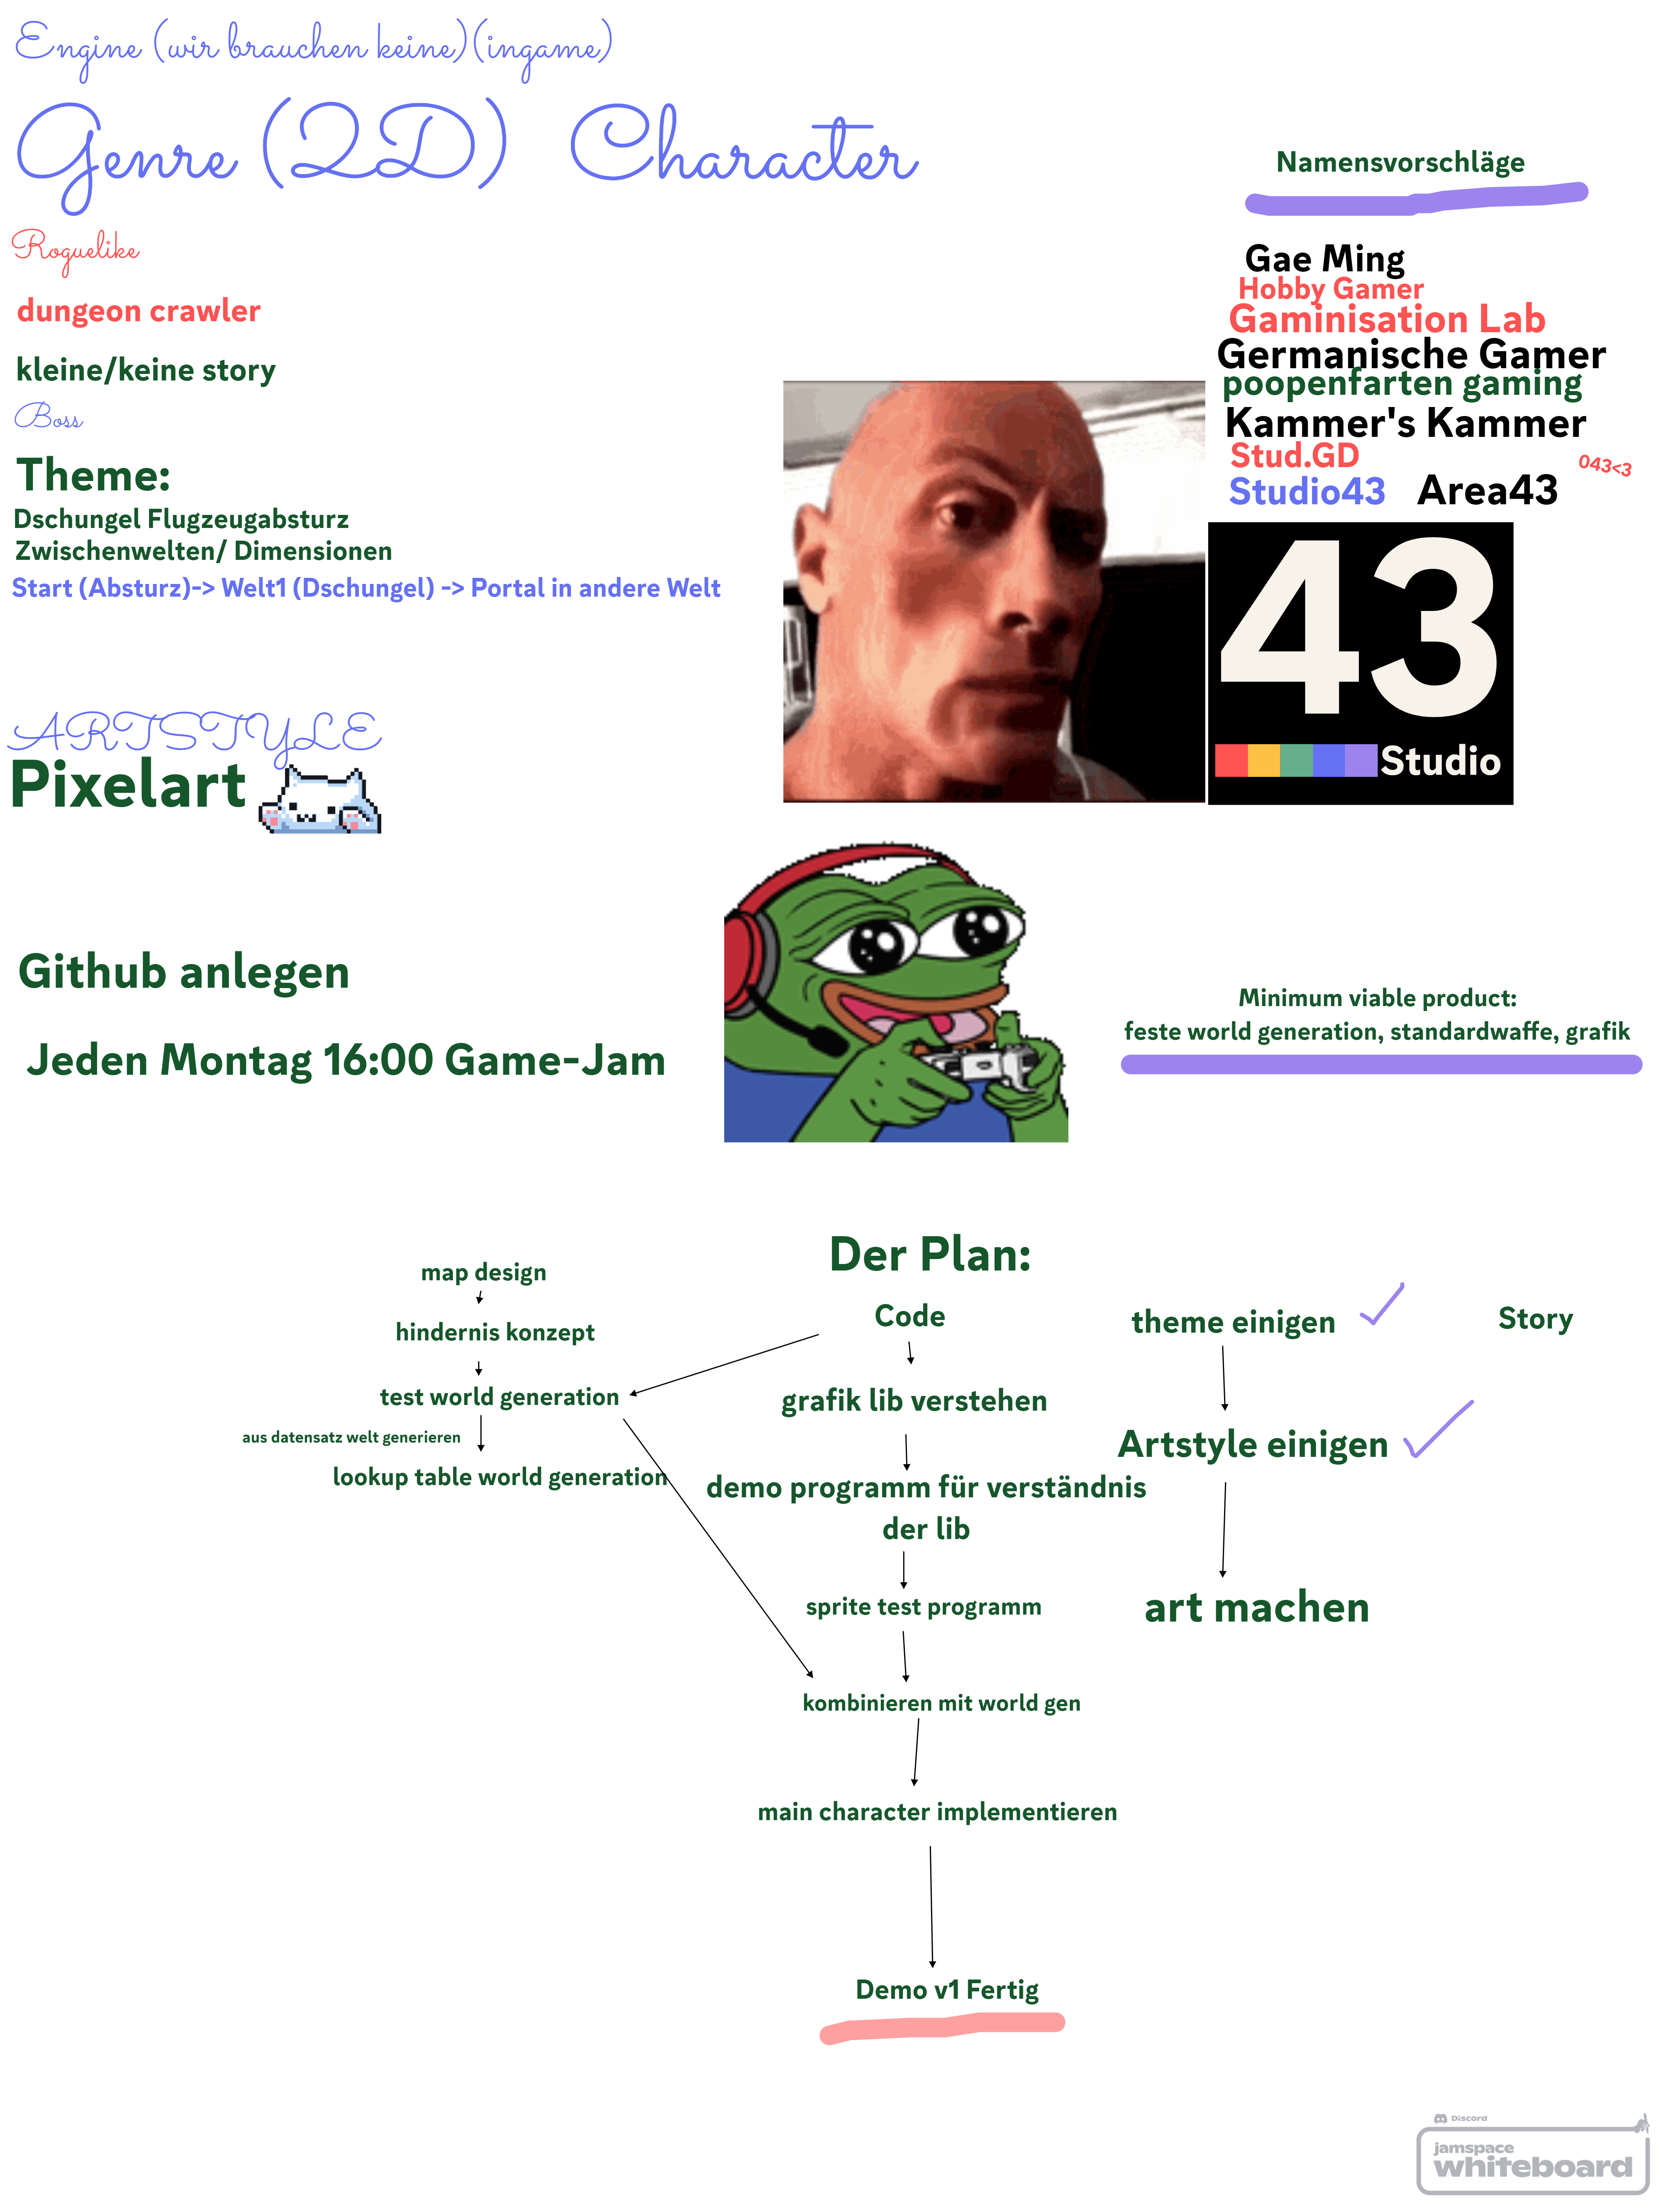 Engine (wir brauchen keine)(ingame)
Genre (2D) Character
Roguelike
dungeon crawler
kleine/keine story
Boss
Theme:
Dschungel Flugzeugabsturz
Zwischenwelten/ Dimensionen
Start (Absturz)-> Welt1 (Dschungel) -> Portal in andere Welt
ARTSTYLE
Pixelart
Github anlegen
Jeden Montag 16:00 Game-Jam
Namensvorschläge
Gae Ming
Hobby Gamer
Gaminisation Lab
Germanische Gamer
poopenfarten gaming
Kammer's Kammer
Stud.GD
043<3
Studio43 Area43
43
Studio
Minimum viable product:
feste world generation, standardwaffe, grafik
Der Plan:
map design
hindernis konzept
test world generation
aus datensatz welt generieren
lookup table world generation
Code
grafik lib verstehen
demo programm für verständnis
der lib
sprite test programm
kombinieren mit world gen
main character implementieren
Demo v1 Fertig
theme einigen
Artstyle einigen
art machen
Story
Discord
jamspace
whiteboard